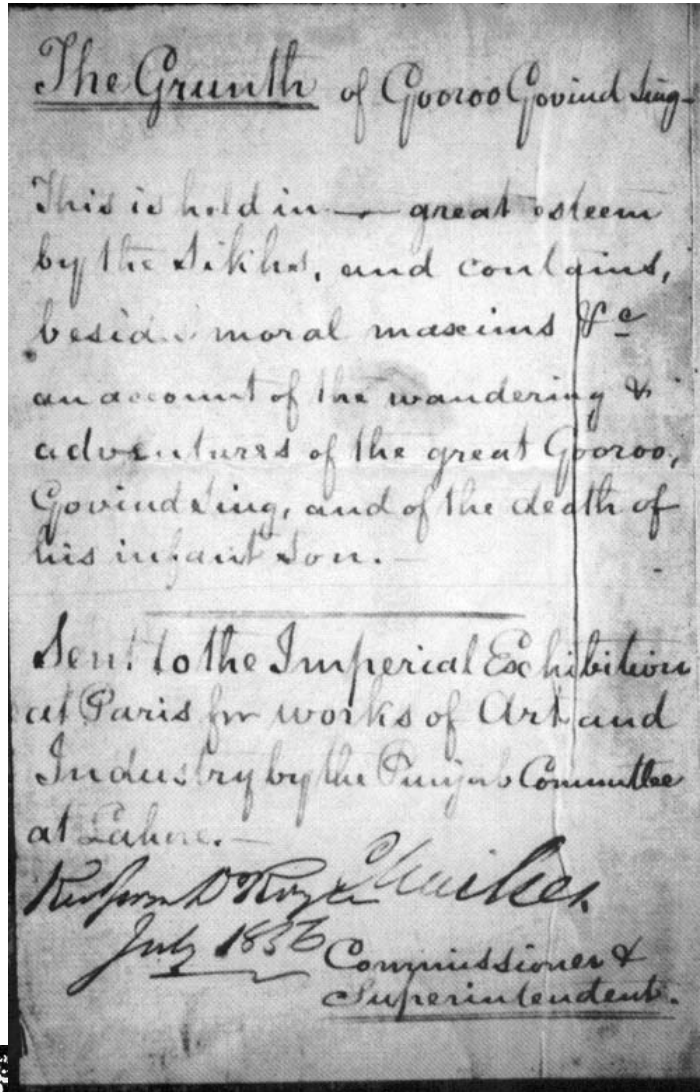 The Grunth of Gooroo Govind Sing
This is held in — great esteem
by the Sikhs, and contains,
besides moral maxims &c
an account of the wandering &
adventures of the great Gooroo,
Govind Sing, and of the death of
his infant son.—
Sent to the Imperial Exhibition
at Paris for works of Art and
Industry by the Punjab Committee
at Lahore.—
July 1856
Commissioner &
Superintendent.